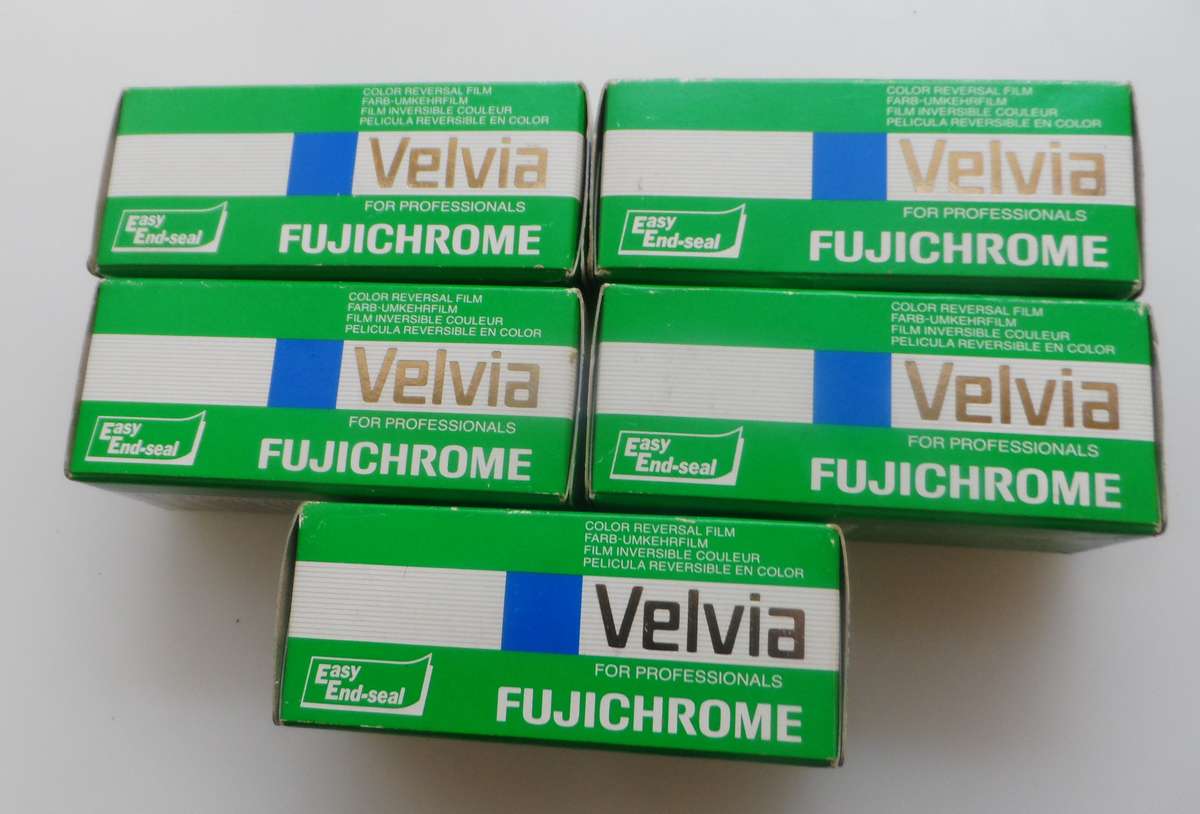 COLOR REVERSAL FILM
FARB-UMKEHRFILM
FILM INVERSIBLE COULEUR
PELICULA REVERSIBLE EN COLOR
Velvia
FOR PROFESSIONALS
Easy
End-seal
FUJICHROME
COLOR REVERSAL FILM
FARB-UMKEHRFILM
FILM INVERSIBLE COULEUR
PELICULA REVERSIBLE EN COLOR
Velvia
FOR PROFESSIONALS
Easy
End-seal
FUJICHROME
COLOR REVERSAL FILM
FARB-UMKEHRFILM
FILM INVERSIBLE COULEUR
PELICULA REVERSIBLE EN COLOR
Velvia
FOR PROFESSIONALS
Easy
End-seal
FUJICHROME
COLOR REVERSAL FILM
FARB-UMKEHRFILM
FILM INVERSIBLE COULEUR
PELICULA REVERSIBLE EN COLOR
Velvia
FOR PROFESSIONALS
Easy
End-seal
FUJICHROME
COLOR REVERSAL FILM
FARB-UMKEHRFILM
FILM INVERSIBLE COULEUR
PELICULA REVERSIBLE EN COLOR
Velvia
FOR PROFESSIONALS
Easy
End-seal
FUJICHROME